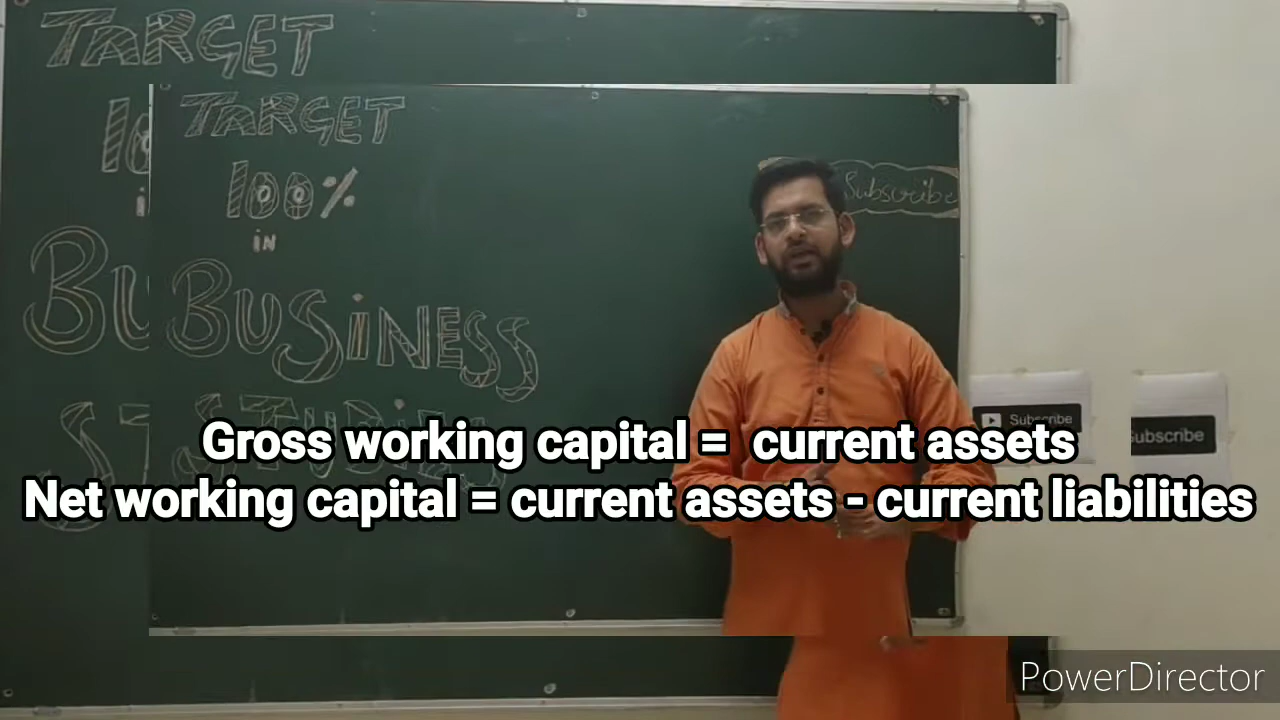 TARGET
TARGET
100%
iN
Subscribe
BUSiNESS
Subscribe
Subscribe
Gross working capital = current assets
Net working capital = current assets - current liabilities
PowerDirector